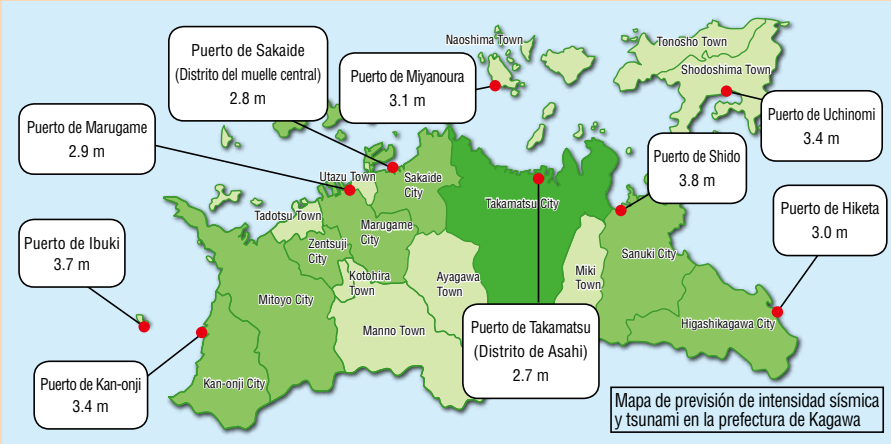 Puerto de Sakaide
(Distrito del muelle central)
2.8 m
Naoshima Town
Puerto de Miyanoura
3.1 m
Tonosho Town
Shodoshima Town
Puerto de Uchinomi
3.4 m
Puerto de Marugame
2.9 m
Puerto de Shido
3.8 m
Puerto de Hiketa
3.0 m
Puerto de Ibuki
3.7 m
Puerto de Kan-onji
3.4 m
Puerto de Takamatsu
(Distrito de Asahi)
2.7 m
Utazu Town
Sakaide
City
Takamatsu City
Tadotsu Town
Marugame
City
Zentsuji
City
Sanuki City
Kotohira
Town
Ayagawa
Town
Miki
Town
Mitoyo City
Manno Town
Higashikagawa City
Kan-onji City
Mapa de previsión de intensidad sísmica
y tsunami en la prefectura de Kagawa